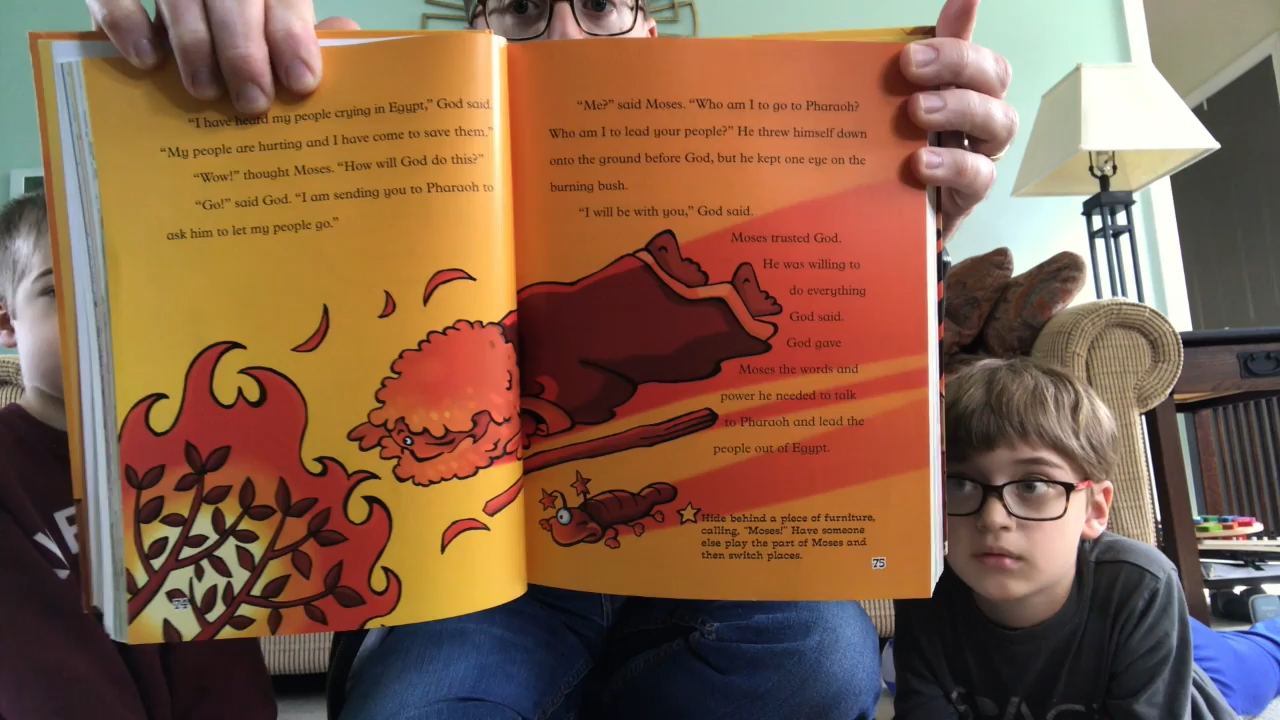 "I have heard my people crying in Egypt," God said.
"My people are hurting and I have come to save them."
"Wow!" thought Moses. "How will God do this?"
"Go!" said God. "I am sending you to Pharaoh to
ask him to let my people go."
74
"Me?" said Moses. "Who am I to go to Pharaoh?
Who am I to lead your people?" He threw himself down
onto the ground before God, but he kept one eye on the
burning bush.
"I will be with you," God said.
Moses trusted God.
He was willing to
do everything
God said.
God gave
Moses the words and
power he needed to talk
to Pharaoh and lead the
people out of Egypt.
Hide behind a piece of furniture,
calling, "Moses!" Have someone
else play the part of Moses and
then switch places.
75